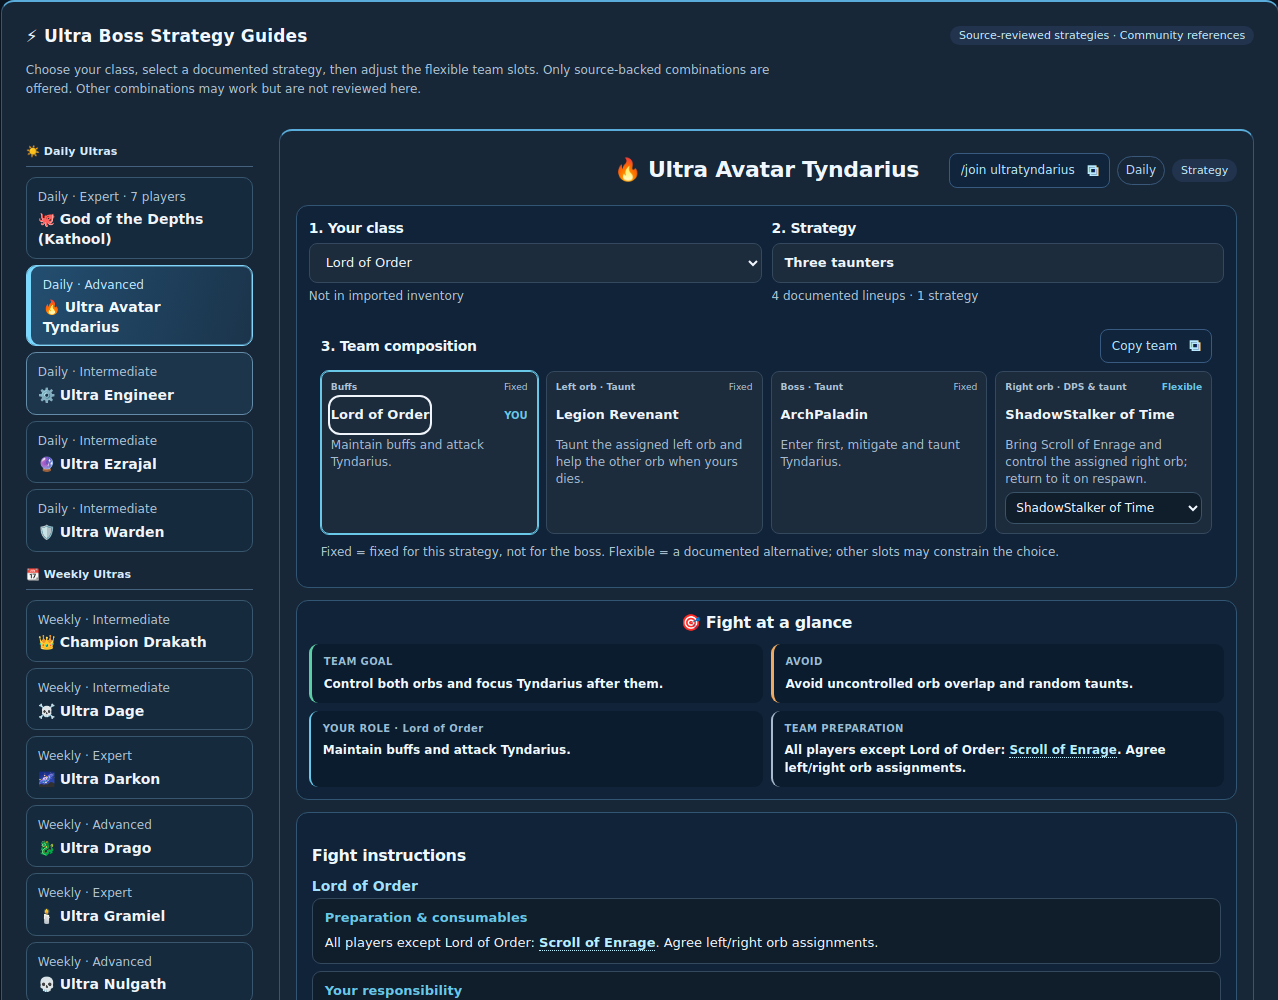 ⚡ Ultra Boss Strategy Guides
Source-reviewed strategies · Community references
Choose your class, select a documented strategy, then adjust the flexible team slots. Only source-backed combinations are
offered. Other combinations may work but are not reviewed here.
☀️ Daily Ultras
Daily · Expert · 7 players
🐙 God of the Depths
(Kathool)
Daily · Advanced
🔥 Ultra Avatar
Tyndarius
Daily · Intermediate
⚙️ Ultra Engineer
Daily · Intermediate
🔮 Ultra Ezrajal
Daily · Intermediate
🛡️ Ultra Warden
📆 Weekly Ultras
Weekly · Intermediate
👑 Champion Drakath
Weekly · Intermediate
☠️ Ultra Dage
Weekly · Expert
🌌 Ultra Darkon
Weekly · Advanced
🐉 Ultra Drago
Weekly · Expert
🕯️ Ultra Gramiel
Weekly · Advanced
💀 Ultra Nulgath
🔥 Ultra Avatar Tyndarius
/join ultratyndarius
Daily
Strategy
1. Your class
Lord of Order
Not in imported inventory
2. Strategy
Three taunters
4 documented lineups · 1 strategy
3. Team composition
Copy team
Buffs
Fixed
Lord of Order
YOU
Maintain buffs and attack
Tyndarius.
Left orb · Taunt
Fixed
Legion Revenant
Taunt the assigned left orb and
help the other orb when yours
dies.
Boss · Taunt
Fixed
ArchPaladin
Enter first, mitigate and taunt
Tyndarius.
Right orb · DPS & taunt
Flexible
ShadowStalker of Time
Bring Scroll of Enrage and
control the assigned right orb;
return to it on respawn.
ShadowStalker of Time
Fixed = fixed for this strategy, not for the boss. Flexible = a documented alternative; other slots may constrain the choice.
🎯 Fight at a glance
TEAM GOAL
Control both orbs and focus Tyndarius after them.
AVOID
Avoid uncontrolled orb overlap and random taunts.
YOUR ROLE · Lord of Order
Maintain buffs and attack Tyndarius.
TEAM PREPARATION
All players except Lord of Order: Scroll of Enrage. Agree
left/right orb assignments.
Fight instructions
Lord of Order
Preparation & consumables
All players except Lord of Order: Scroll of Enrage. Agree left/right orb assignments.
Your responsibility